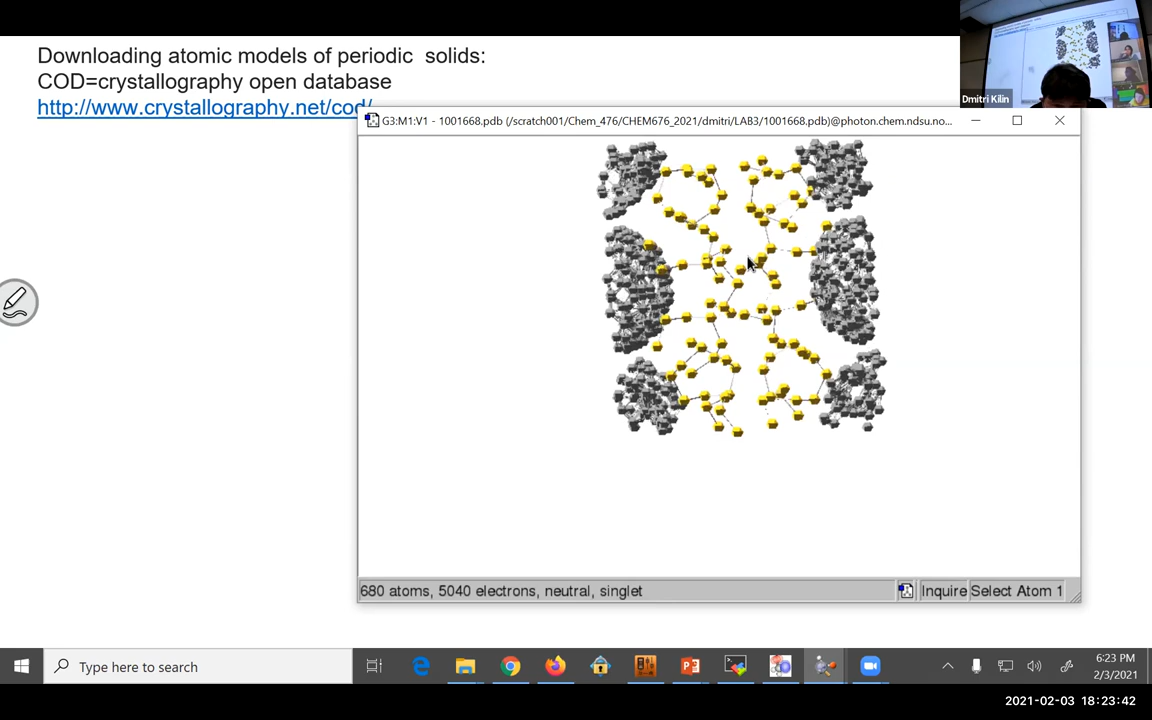 Downloading atomic models of periodic solids:
COD=crystallography open database
http://www.crystallography.net/cod/
Dmitri Kilin
G3:M1:V1 - 1001668.pdb (/scratch001/Chem_476/CHEM676_2021/dmitri/LAB3/1001668.pdb)@photon.chem.ndsu.no...
680 atoms, 5040 electrons, neutral, singlet
Inquire
Select Atom 1
Type here to search
6:23 PM
2/3/2021
2021-02-03 18:23:42